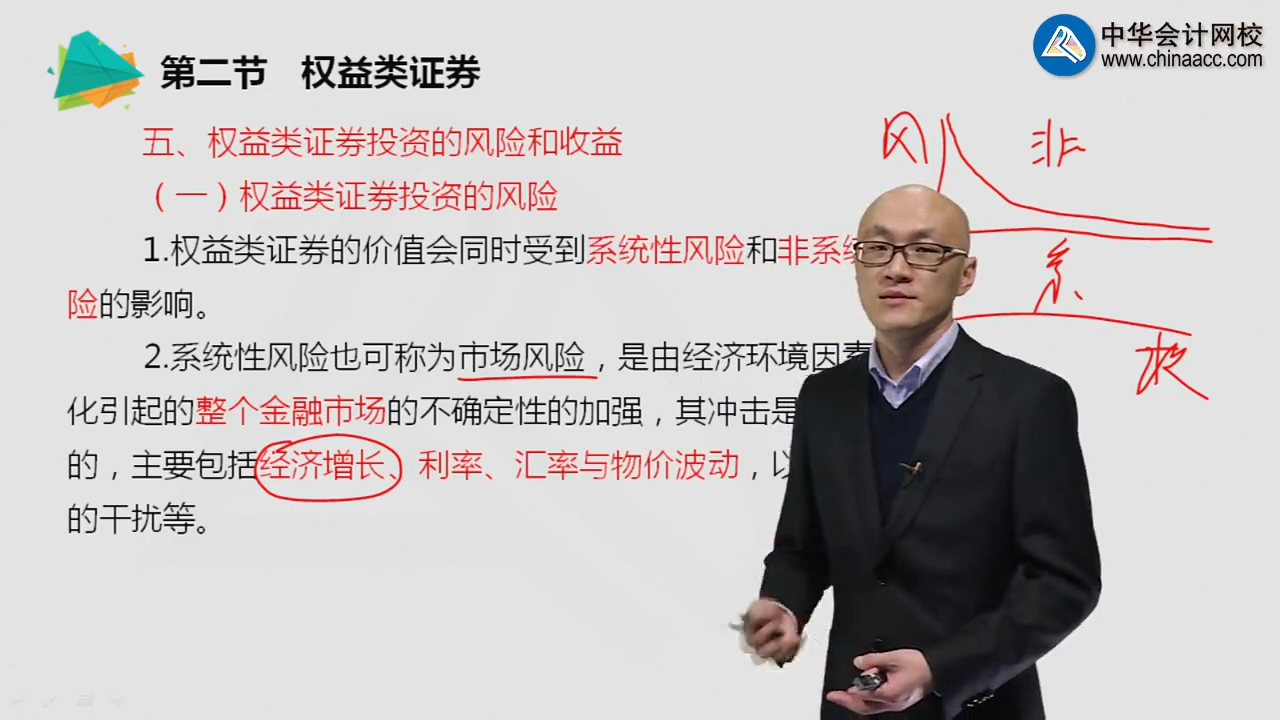 中华会计网校
www.chinaacc.com
第二节 权益类证券
五、权益类证券投资的风险和收益
（一）权益类证券投资的风险
1.权益类证券的价值会同时受到系统性风险和非系统
险的影响。
2.系统性风险也可称为市场风险，是由经济环境因素
化引起的整个金融市场的不确定性的加强，其冲击是
的，主要包括经济增长、利率、汇率与物价波动，以
的干扰等。
风
非
系